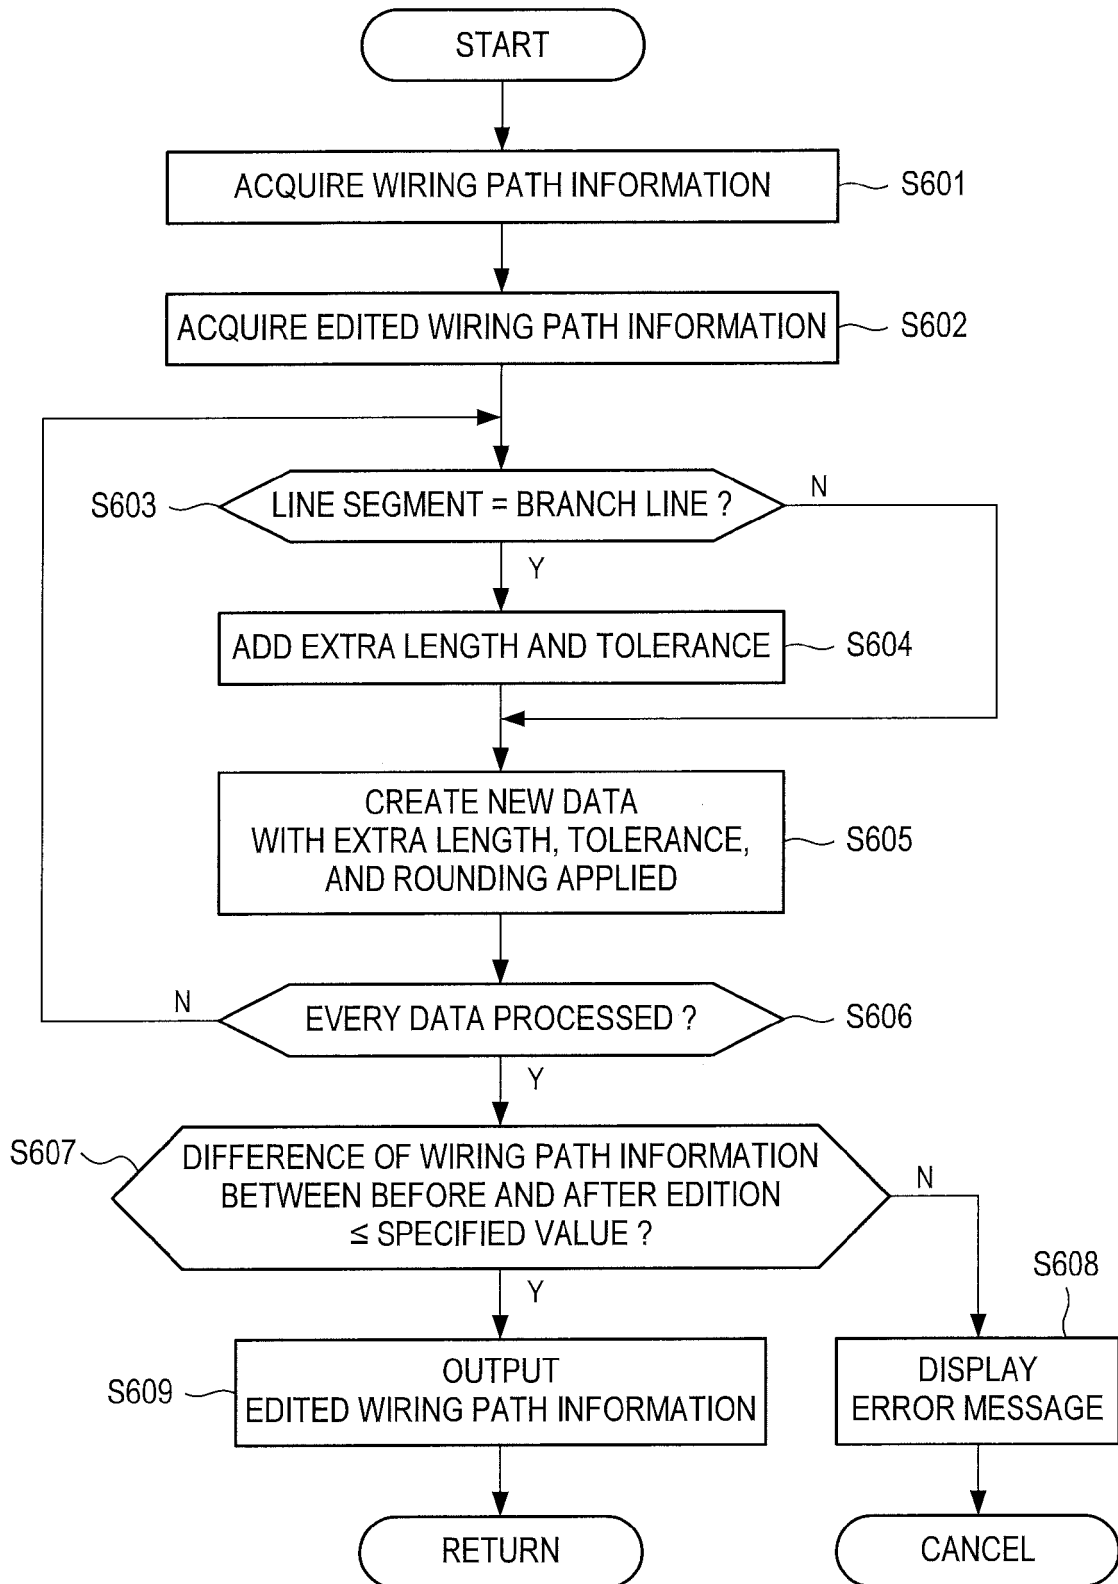 START
ACQUIRE WIRING PATH INFORMATION
S601
ACQUIRE EDITED WIRING PATH INFORMATION
S602
S603
LINE SEGMENT = BRANCH LINE ?
N
Y
ADD EXTRA LENGTH AND TOLERANCE
S604
CREATE NEW DATA
WITH EXTRA LENGTH, TOLERANCE,
AND ROUNDING APPLIED
S605
N
EVERY DATA PROCESSED ?
S606
Y
S607
DIFFERENCE OF WIRING PATH INFORMATION
BETWEEN BEFORE AND AFTER EDITION
≤ SPECIFIED VALUE ?
N
Y
S608
S609
OUTPUT
EDITED WIRING PATH INFORMATION
DISPLAY
ERROR MESSAGE
RETURN
CANCEL